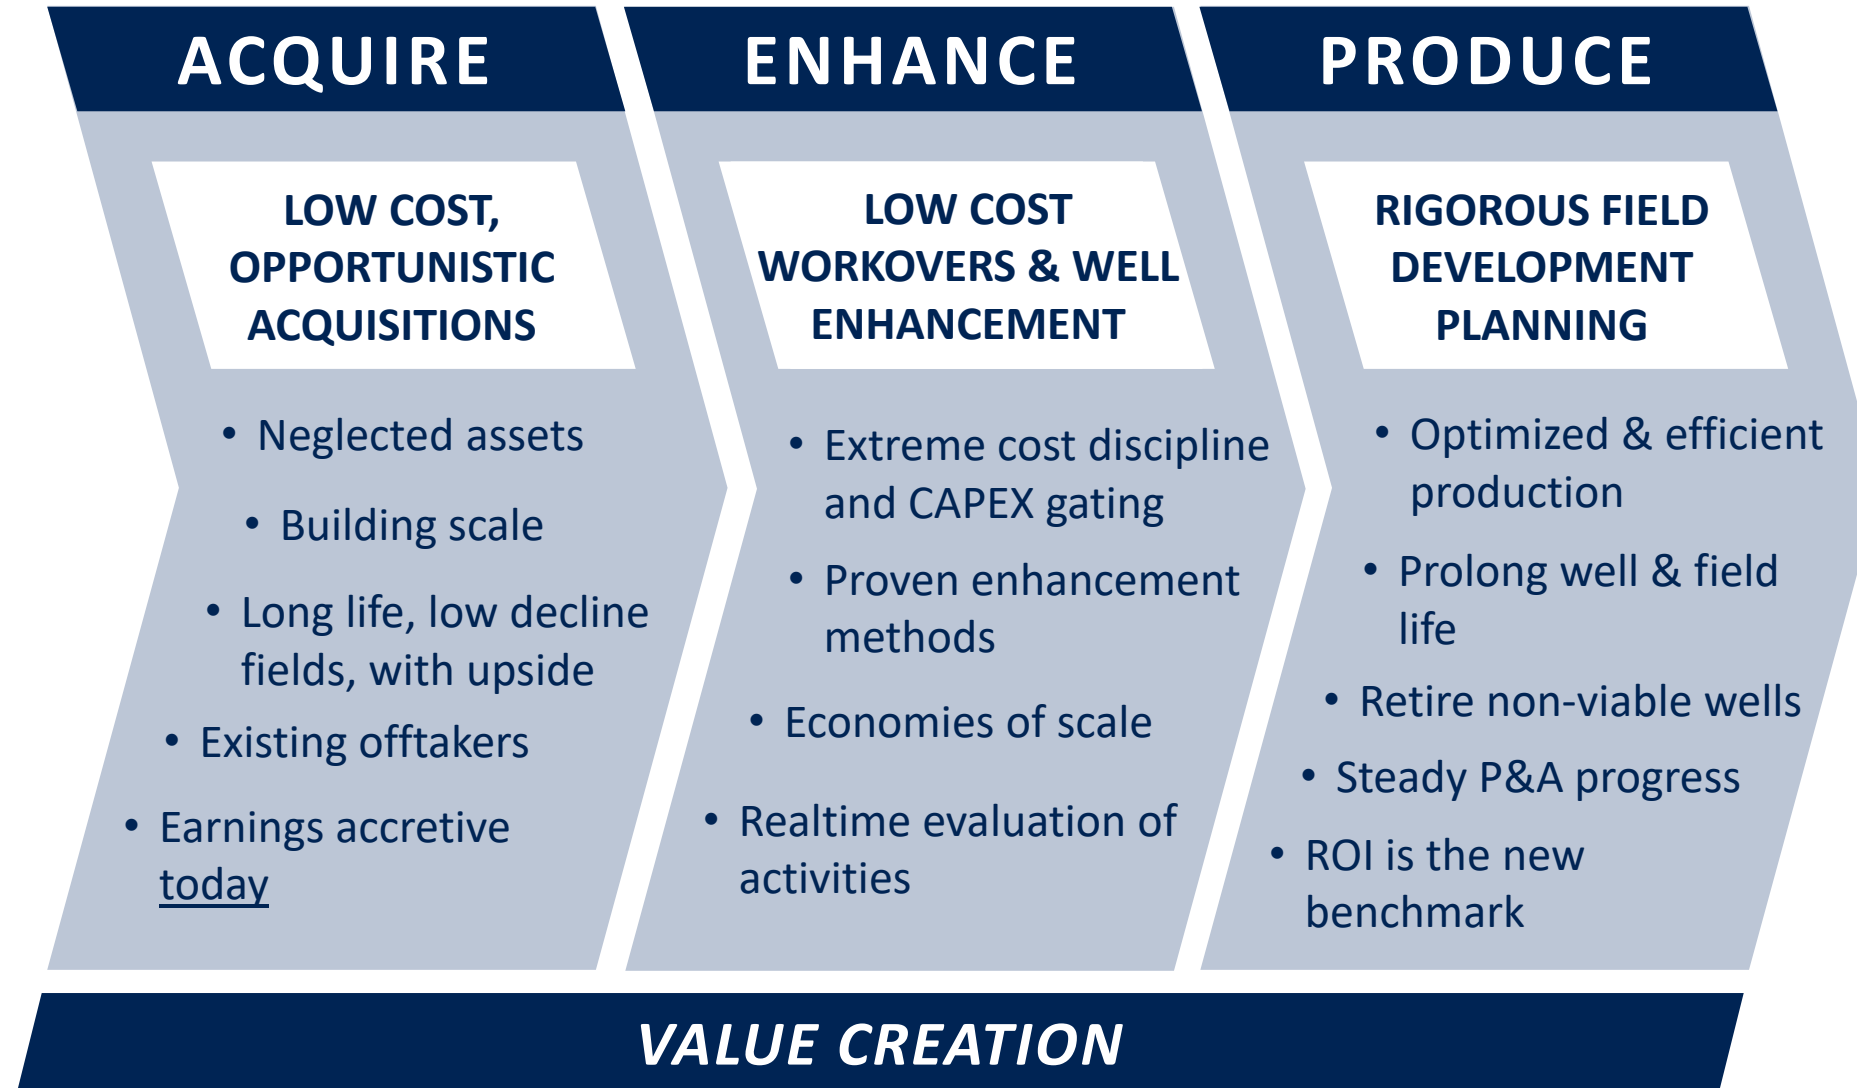 ACQUIRE
LOW COST,
OPPORTUNISTIC
ACQUISITIONS
• Neglected assets
• Building scale
• Long life, low decline
fields, with upside
• Existing offtakers
• Earnings accretive
today
ENHANCE
LOW COST
WORKOVERS & WELL
ENHANCEMENT
• Extreme cost discipline
and CAPEX gating
• Proven enhancement
methods
• Economies of scale
• Realtime evaluation of
activities
PRODUCE
RIGOROUS FIELD
DEVELOPMENT
PLANNING
• Optimized & efficient
production
• Prolong well & field
life
• Retire non-viable wells
• Steady P&A progress
• ROI is the new
benchmark
VALUE CREATION